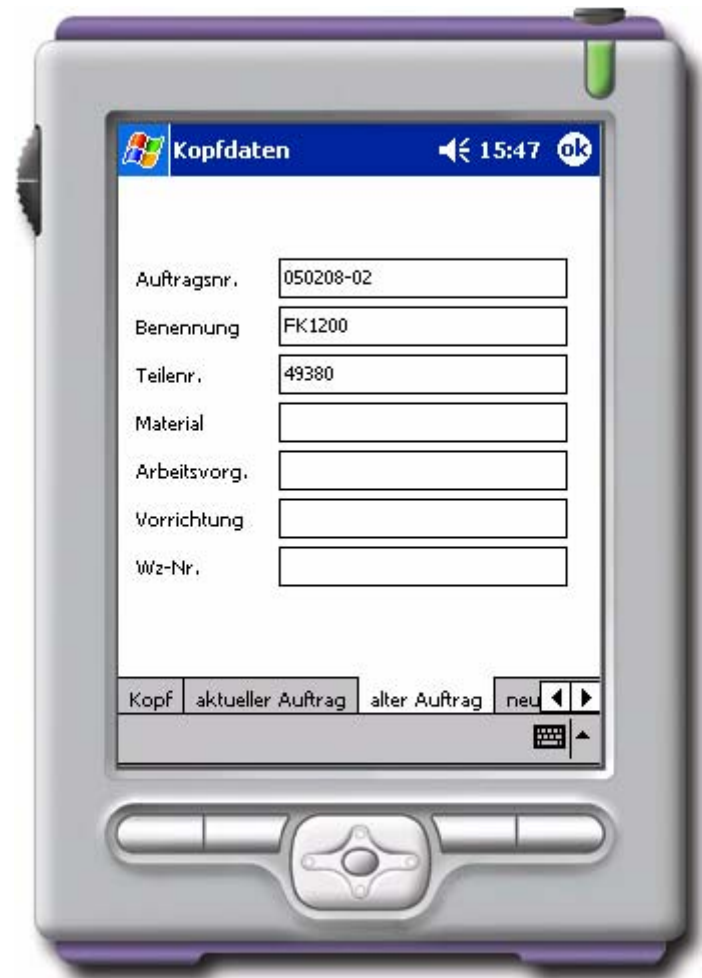 Kopfdaten 15:47 ok
Auftragsnr. 050208-02
Benennung FK1200
Teilenr. 49380
Material
Arbeitsvorg.
Vorrichtung
Wz-Nr.
Kopf aktueller Auftrag alter Auftrag neu